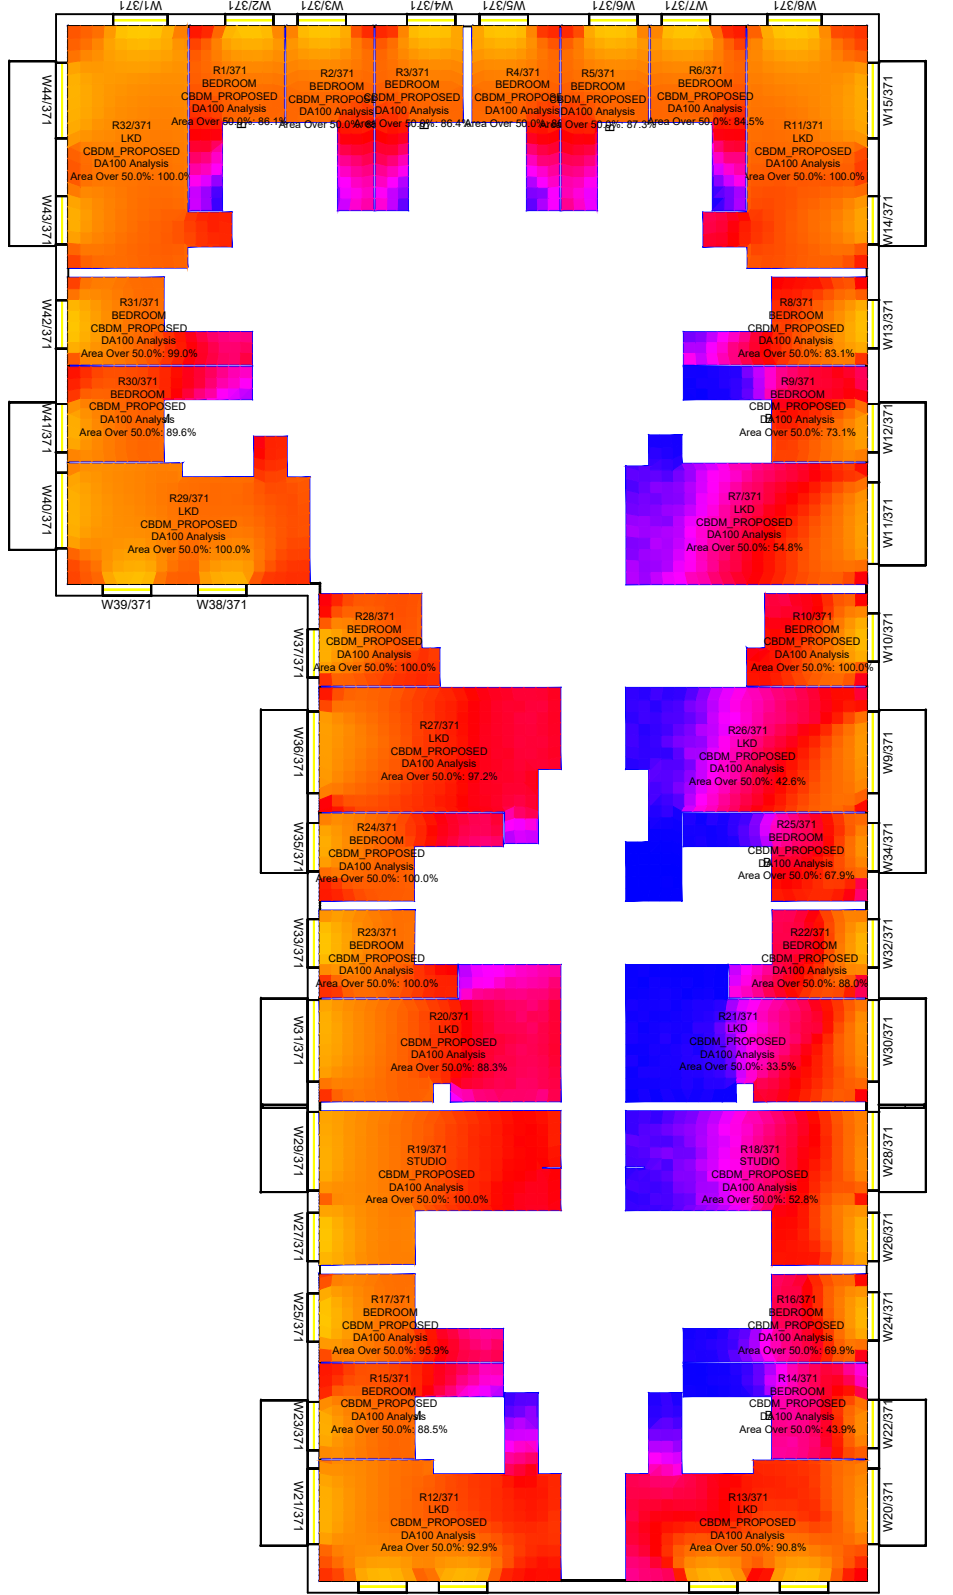 W1/371
W2/371
W3/371
W4/371
W5/371
W6/371
W7/371
W8/371
W44/371
W43/371
W15/371
W14/371
R32/371
LKD
CBDM_PROPOSED
DA100 Analysis
Area Over 50.0%: 100.0%
R1/371
BEDROOM
CBDM_PROPOSED
DA100 Analysis
Area Over 50.0%: 86.1%
R2/371
BEDROOM
CBDM_PROPOSED
DA100 Analysis
Area Over 50.0%:
R3/371
BEDROOM
CBDM_PROPOSED
DA100 Analysis
Area Over 50.0%: 86.4%
R4/371
BEDROOM
CBDM_PROPOSED
DA100 Analysis
Area Over 50.0%:
R5/371
BEDROOM
CBDM_PROPOSED
DA100 Analysis
Area Over 50.0%: 87.3%
R6/371
BEDROOM
CBDM_PROPOSED
DA100 Analysis
Area Over 50.0%: 84.5%
R11/371
LKD
CBDM_PROPOSED
DA100 Analysis
Area Over 50.0%: 100.0%
W42/371
R31/371
BEDROOM
CBDM_PROPOSED
DA100 Analysis
Area Over 50.0%: 99.0%
R8/371
BEDROOM
CBDM_PROPOSED
DA100 Analysis
Area Over 50.0%: 83.1%
W13/371
W41/371
R30/371
BEDROOM
CBDM_PROPOSED
DA100 Analysis
Area Over 50.0%: 89.6%
R9/371
BEDROOM
CBDM_PROPOSED
DA100 Analysis
Area Over 50.0%: 73.1%
W12/371
W40/371
R29/371
LKD
CBDM_PROPOSED
DA100 Analysis
Area Over 50.0%: 100.0%
R7/371
LKD
CBDM_PROPOSED
DA100 Analysis
Area Over 50.0%: 54.8%
W11/371
W39/371
W38/371
W37/371
R28/371
BEDROOM
CBDM_PROPOSED
DA100 Analysis
Area Over 50.0%: 100.0%
R10/371
BEDROOM
CBDM_PROPOSED
DA100 Analysis
Area Over 50.0%: 100.0%
W10/371
W36/371
R27/371
LKD
CBDM_PROPOSED
DA100 Analysis
Area Over 50.0%: 97.2%
R26/371
LKD
CBDM_PROPOSED
DA100 Analysis
Area Over 50.0%: 42.6%
W9/371
W35/371
R24/371
BEDROOM
CBDM_PROPOSED
DA100 Analysis
Area Over 50.0%: 100.0%
R25/371
BEDROOM
CBDM_PROPOSED
DA100 Analysis
Area Over 50.0%: 67.9%
W34/371
W33/371
R23/371
BEDROOM
CBDM_PROPOSED
DA100 Analysis
Area Over 50.0%: 100.0%
R22/371
BEDROOM
CBDM_PROPOSED
DA100 Analysis
Area Over 50.0%: 88.0%
W32/371
W31/371
R20/371
LKD
CBDM_PROPOSED
DA100 Analysis
Area Over 50.0%: 88.3%
R21/371
LKD
CBDM_PROPOSED
DA100 Analysis
Area Over 50.0%: 33.5%
W30/371
W29/371
R19/371
STUDIO
CBDM_PROPOSED
DA100 Analysis
Area Over 50.0%: 100.0%
R18/371
STUDIO
CBDM_PROPOSED
DA100 Analysis
Area Over 50.0%: 52.8%
W28/371
W27/371
W26/371
W25/371
R17/371
BEDROOM
CBDM_PROPOSED
DA100 Analysis
Area Over 50.0%: 95.9%
R16/371
BEDROOM
CBDM_PROPOSED
DA100 Analysis
Area Over 50.0%: 69.9%
W24/371
W23/371
R15/371
BEDROOM
CBDM_PROPOSED
DA100 Analysis
Area Over 50.0%: 88.5%
R14/371
BEDROOM
CBDM_PROPOSED
DA100 Analysis
Area Over 50.0%: 43.9%
W22/371
W21/371
R12/371
LKD
CBDM_PROPOSED
DA100 Analysis
Area Over 50.0%: 92.9%
R13/371
LKD
CBDM_PROPOSED
DA100 Analysis
Area Over 50.0%: 90.8%
W20/371